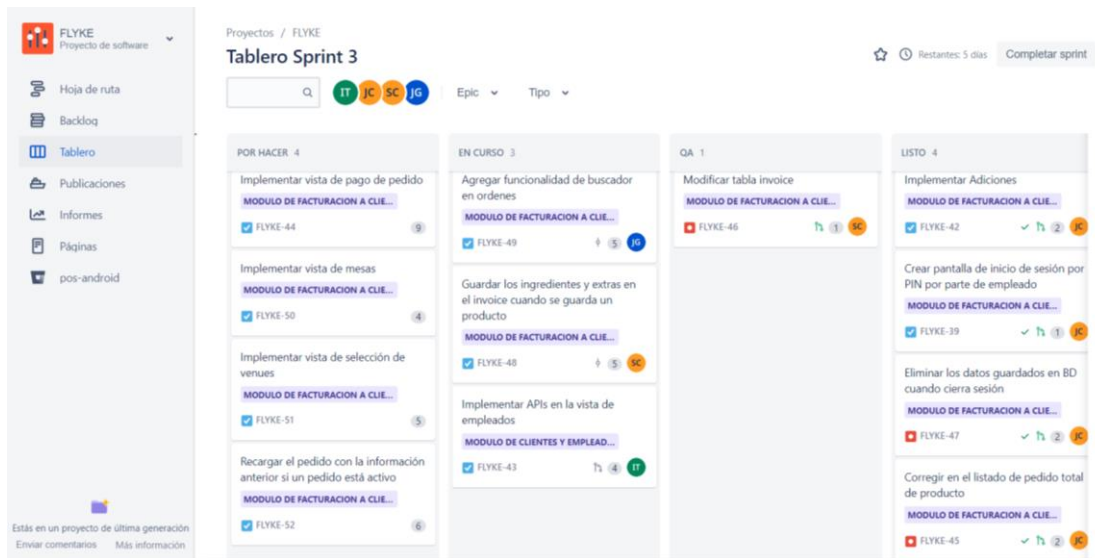 FLYKE
Proyecto de software
Hoja de ruta
Backlog
Tablero
Publicaciones
Informes
Páginas
pos-android
Estás en un proyecto de última generación
Enviar comentarios Más información
Proyectos / FLYKE
Tablero Sprint 3
Restantes: 5 días
Completar sprint
IT JC SC JG
Epic
Tipo
POR HACER 4
Implementar vista de pago de pedido
MODULO DE FACTURACION A CLIE...
FLYKE-44 9
Implementar vista de mesas
MODULO DE FACTURACION A CLIE...
FLYKE-50 4
Implementar vista de selección de
venues
MODULO DE FACTURACION A CLIE...
FLYKE-51 5
Recargar el pedido con la información
anterior si un pedido está activo
MODULO DE FACTURACION A CLIE...
FLYKE-52 6
EN CURSO 3
Agregar funcionalidad de buscador
en ordenes
MODULO DE FACTURACION A CLIE...
FLYKE-49 5 JG
Guardar los ingredientes y extras en
el invoice cuando se guarda un
producto
MODULO DE FACTURACION A CLIE...
FLYKE-48 5 SC
Implementar APIs en la vista de
empleados
MODULO DE CLIENTES Y EMPLEAD...
FLYKE-43 4 IT
QA 1
Modificar tabla invoice
MODULO DE FACTURACION A CLIE...
FLYKE-46 1 SC
LISTO 4
Implementar Adiciones
MODULO DE FACTURACION A CLIE...
FLYKE-42 2 JC
Crear pantalla de inicio de sesión por
PIN por parte de empleado
MODULO DE FACTURACION A CLIE...
FLYKE-39 1 JC
Eliminar los datos guardados en BD
cuando cierra sesión
MODULO DE FACTURACION A CLIE...
FLYKE-47 2 JC
Corregir en el listado de pedido total
de producto
MODULO DE FACTURACION A CLIE...
FLYKE-45 2 JC